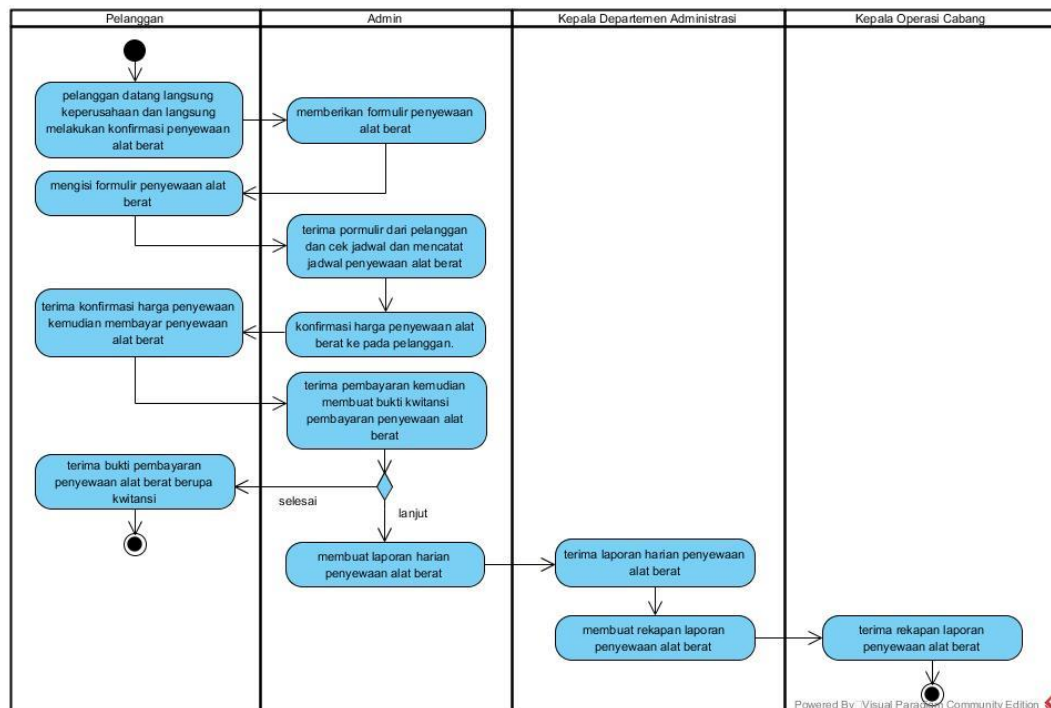 Pelanggan
Admin
Kepala Departemen Administrasi
Kepala Operasi Cabang
pelanggan datang langsung
keperusahaan dan langsung
melakukan konfirmasi penyewaan
alat berat
memberikan formulir penyewaan
alat berat
mengisi formulir penyewaan alat
berat
terima pormulir dari pelanggan
dan cek jadwal dan mencatat
jadwal penyewaan alat berat
terima konfirmasi harga penyewaan
kemudian membayar penyewaan
alat berat
konfirmasi harga penyewaan alat
berat ke pada pelanggan.
terima pembayaran kemudian
membuat bukti kwitansi
pembayaran penyewaan alat
berat
terima bukti pembayaran
penyewaan alat berat berupa
kwitansi
selesai
lanjut
membuat laporan harian
penyewaan alat berat
terima laporan harian penyewaan
alat berat
membuat rekapan laporan
penyewaan alat berat
terima rekapan laporan
penyewaan alat berat
Powered By Visual Paradigm Community Edition